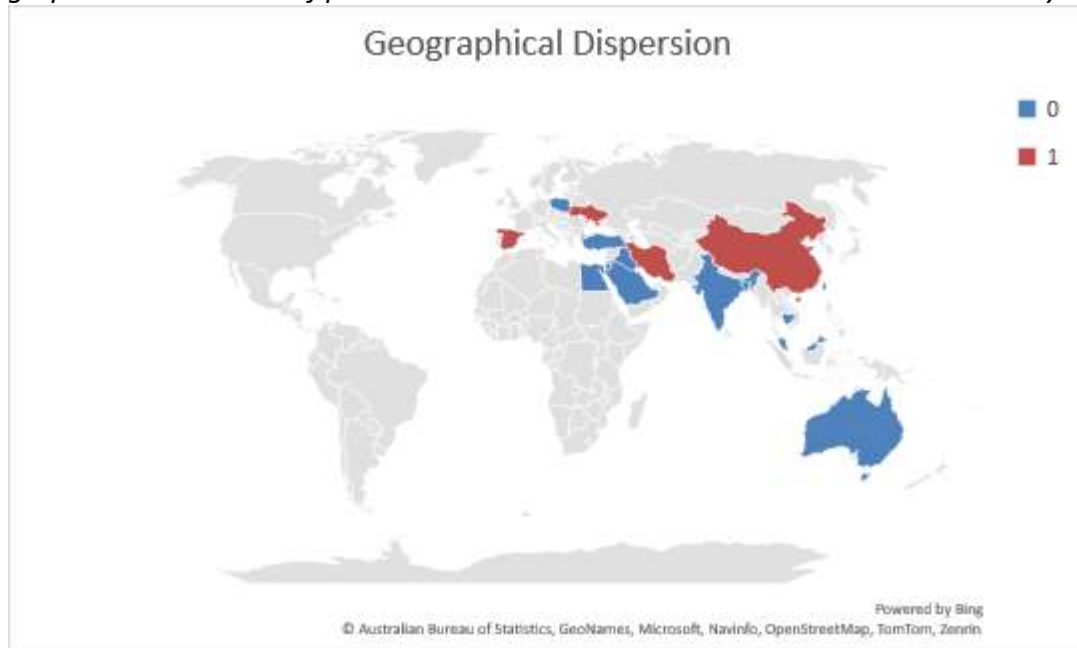 Geographical Dispersion
0
1
Powered by Bing
© Australian Bureau of Statistics, GeoNames, Microsoft, Navinfo, OpenStreetMap, TomTom, Zenrin